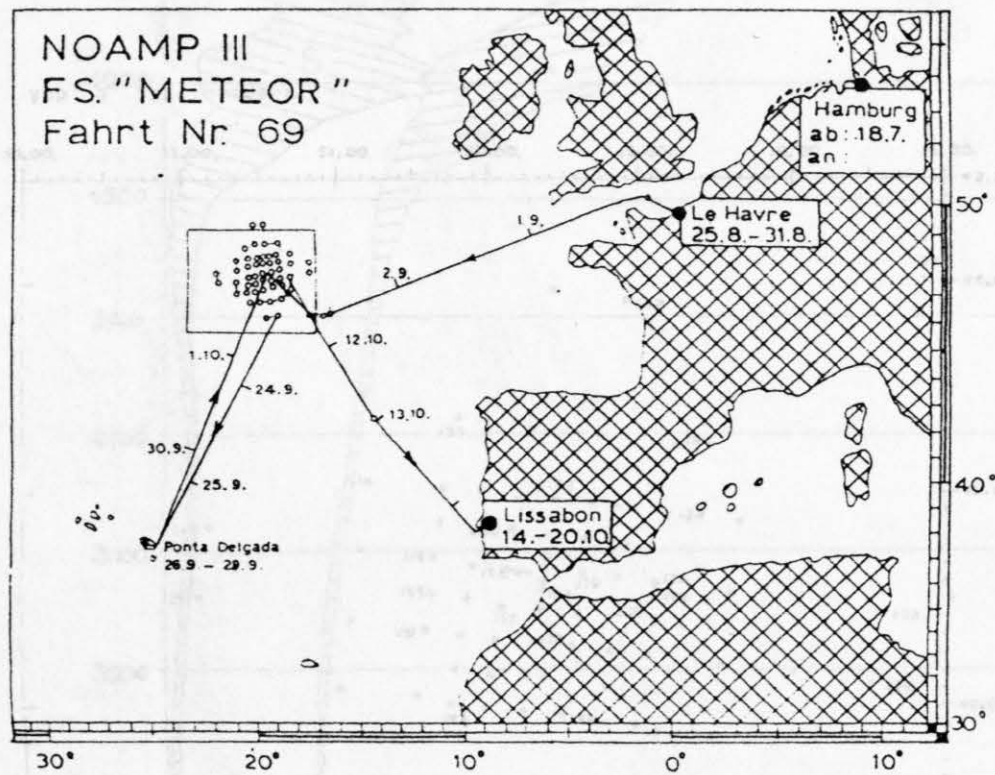 NOAMP III
F.S. "METEOR"
Fahrt Nr. 69
Hamburg
ab: 18.7.
an:
50°
Le Havre
25.8. - 31.8.
1.9.
2.9.
12.10.
1.10.
24.9.
13.10.
30.9.
25.9.
40°
Lissabon
14. - 20.10.
Ponta Delgada
26.9. - 29.9.
30°
30°
20°
10°
0°
10°